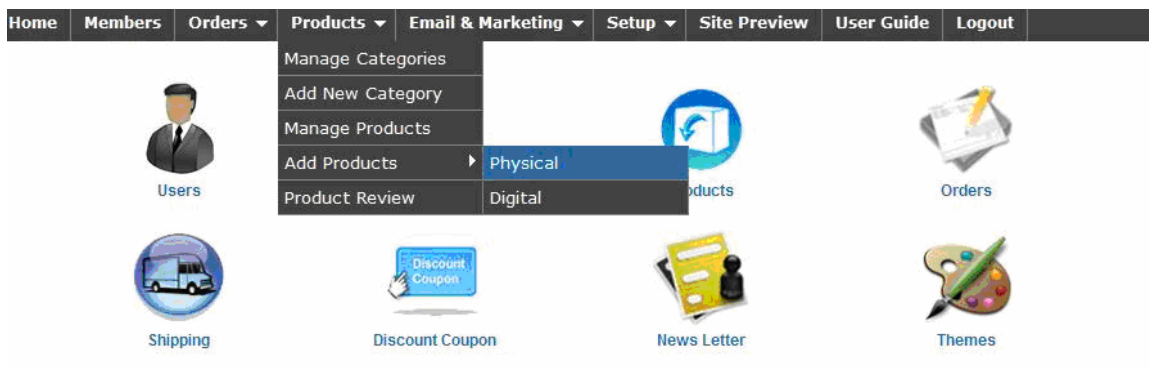 Home Members Orders Products Email & Marketing Setup Site Preview User Guide Logout
Manage Categories
Add New Category
Manage Products
Add Products Physical
Product Review Digital
Users Orders
Discount
Coupon
Shipping Discount Coupon News Letter Themes